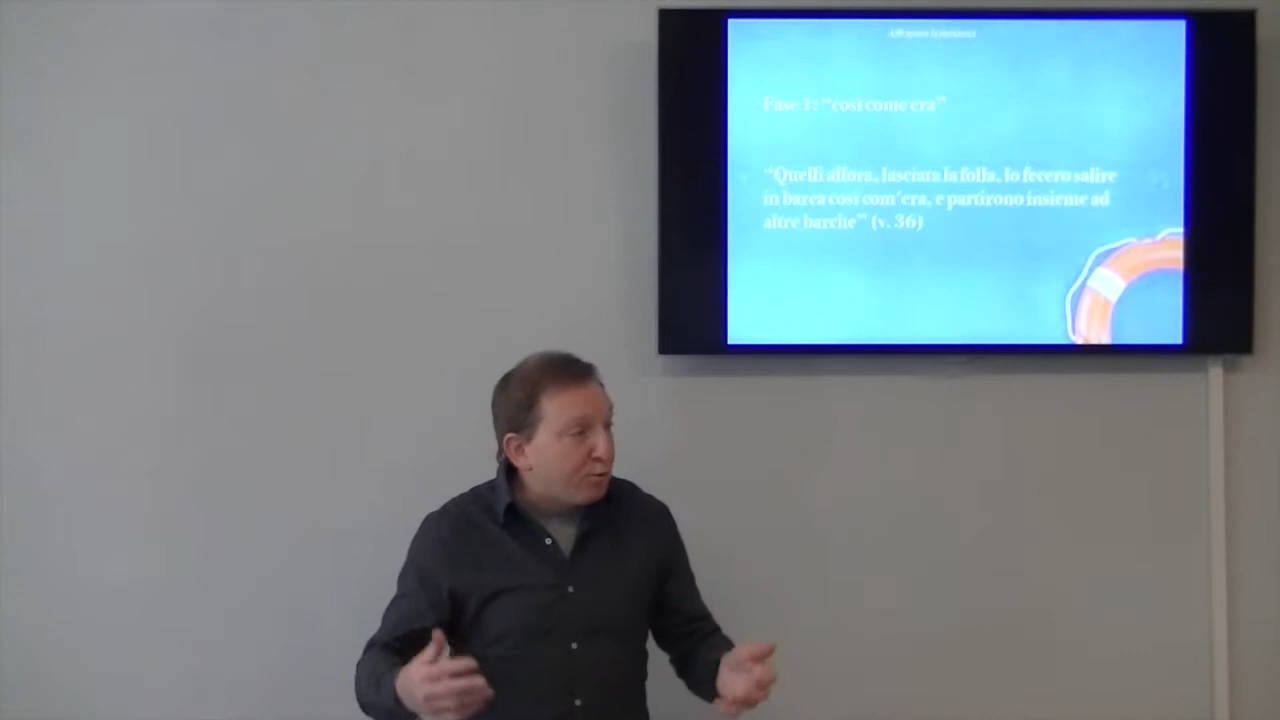 Fase 1: “così come era”
“Quelli allora, lasciata la folla, lo fecero salire
in barca così com’era, e partirono insieme ad
altre barche” (v. 36)